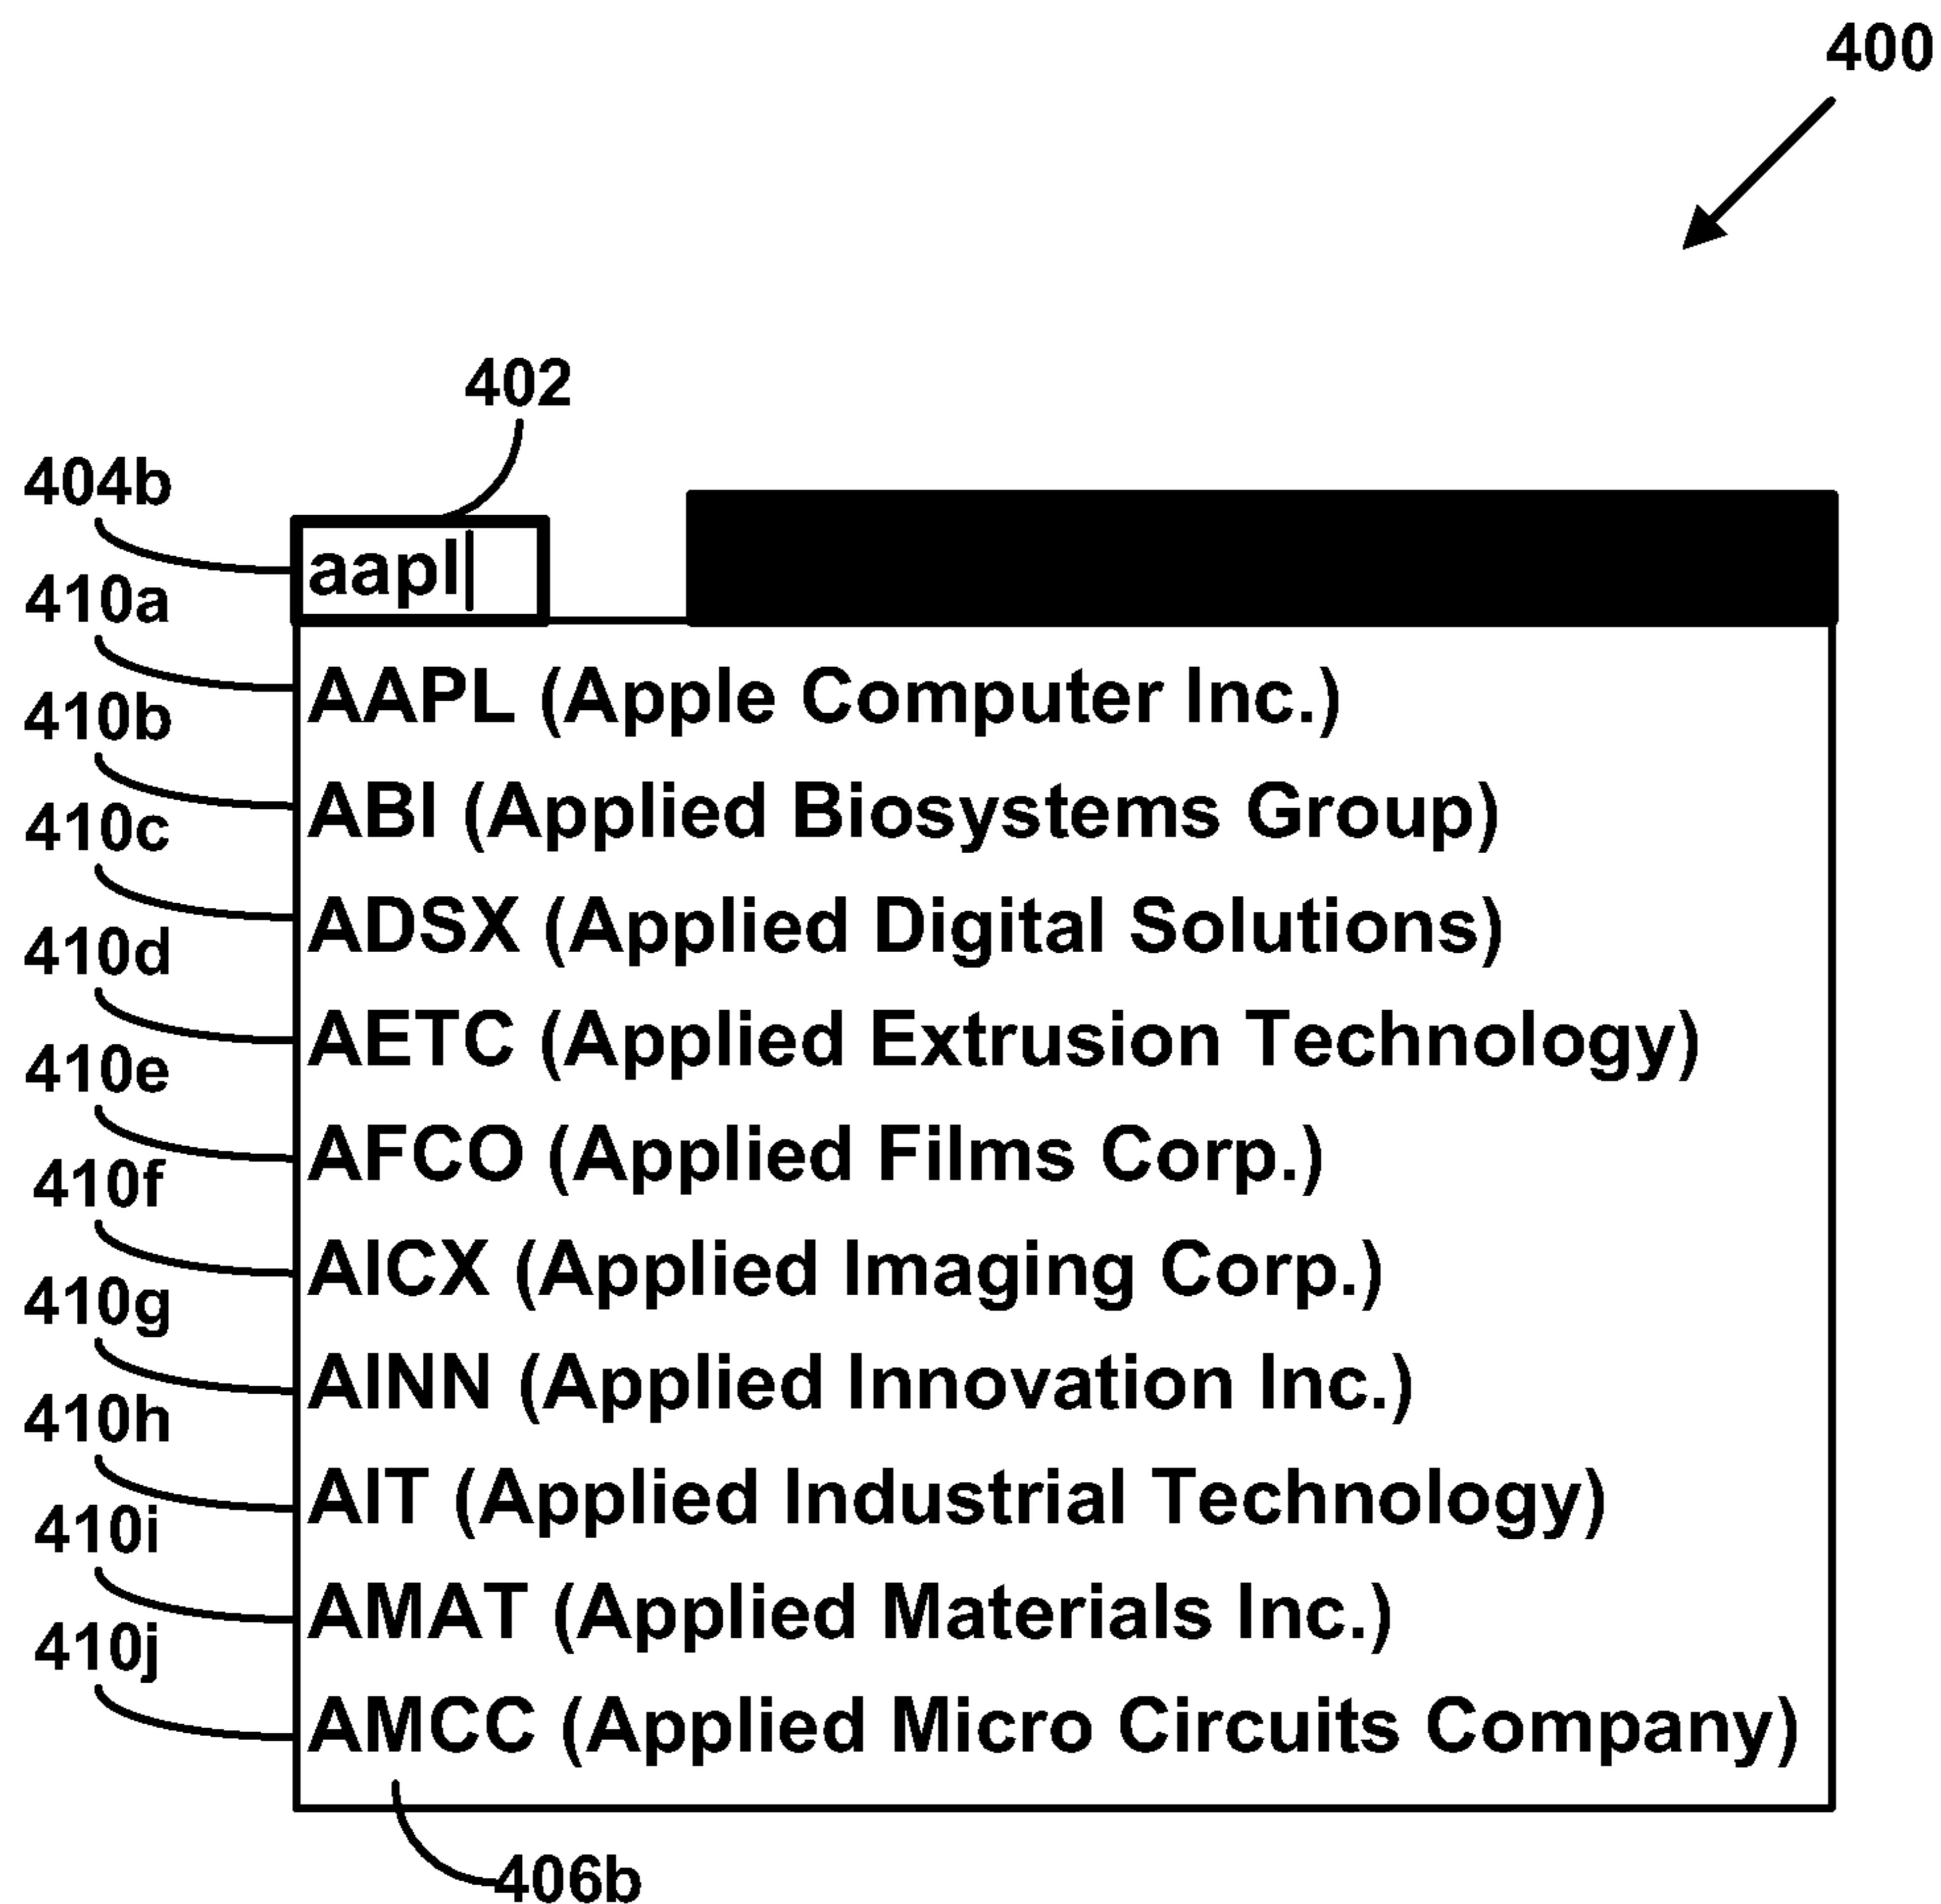 400
402
404b
aapl
410a
AAPL (Apple Computer Inc.)
410b
ABI (Applied Biosystems Group)
410c
ADSX (Applied Digital Solutions)
410d
AETC (Applied Extrusion Technology)
410e
AFCO (Applied Films Corp.)
410f
AICX (Applied Imaging Corp.)
410g
AINN (Applied Innovation Inc.)
410h
AIT (Applied Industrial Technology)
410i
AMAT (Applied Materials Inc.)
410j
AMCC (Applied Micro Circuits Company)
406b